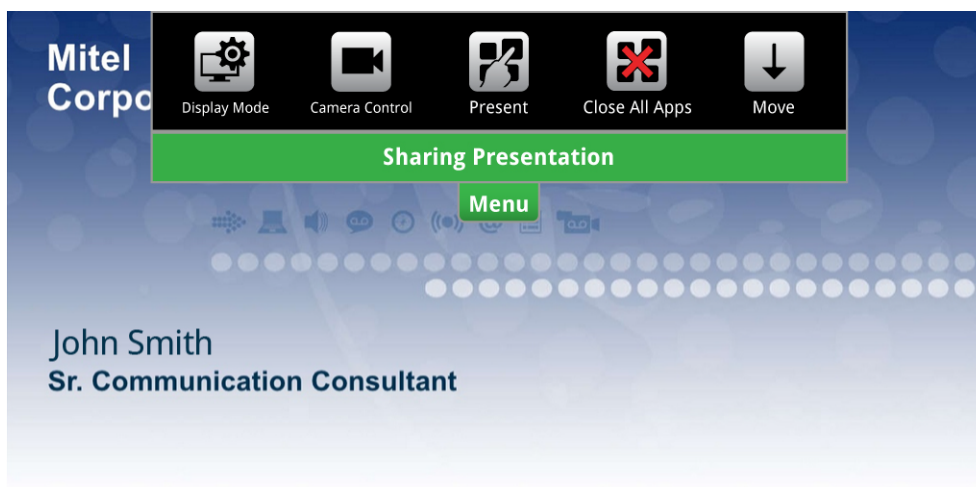 Mitel
Corpo
Display Mode
Camera Control
Present
Close All Apps
Move
Sharing Presentation
Menu
@
John Smith
Sr. Communication Consultant